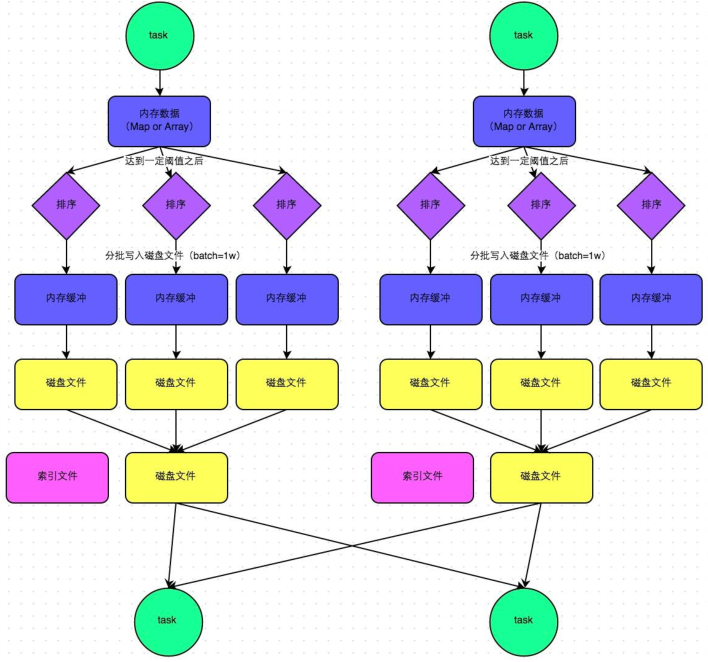 task
task
内存数据
（Map or Array）
内存数据
（Map or Array）
达到一定阈值之后
达到一定阈值之后
排序
排序
排序
排序
排序
排序
分批写入磁盘文件（batch=1w）
分批写入磁盘文件（batch=1w）
内存缓冲
内存缓冲
内存缓冲
内存缓冲
内存缓冲
内存缓冲
磁盘文件
磁盘文件
磁盘文件
磁盘文件
磁盘文件
磁盘文件
索引文件
磁盘文件
索引文件
磁盘文件
task
task